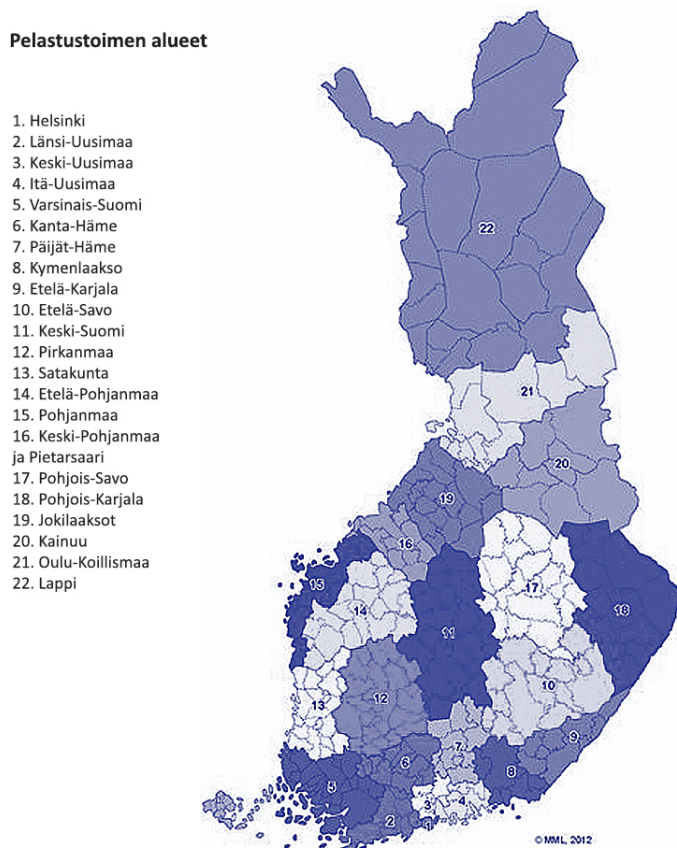 Pelastustoimen alueet
1. Helsinki
2. Länsi-Uusimaa
3. Keski-Uusimaa
4. Itä-Uusimaa
5. Varsinais-Suomi
6. Kanta-Häme
7. Päijät-Häme
8. Kymenlaakso
9. Etelä-Karjala
10. Etelä-Savo
11. Keski-Suomi
12. Pirkanmaa
13. Satakunta
14. Etelä-Pohjanmaa
15. Pohjanmaa
16. Keski-Pohjanmaa
ja Pietarsaari
17. Pohjois-Savo
18. Pohjois-Karjala
19. Jokilaaksot
20. Kainuu
21. Oulu-Koillismaa
22. Lappi
22
21
20
19
16
15
17
14
18
11
10
12
13
9
7
6
8
5
3
4
2
1
© MML, 2012